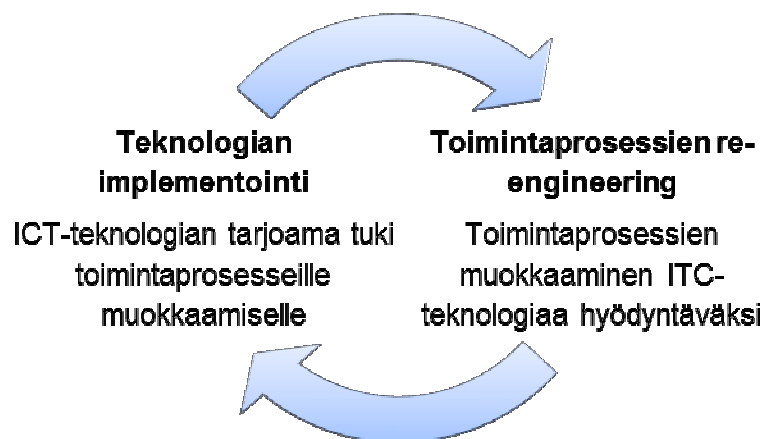 Teknologian
implementointi
ICT-teknologian tarjoama tuki
toimintaprosesseille
muokkaamiselle
Toimintaprosessien re-
engineering
Toimintaprosessien
muokkaaminen ITC-
teknologiaa hyödyntäväksi